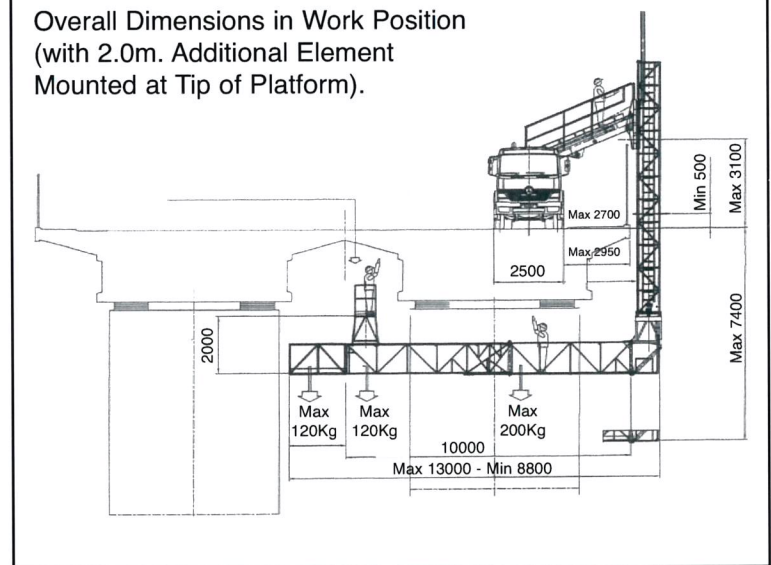 Overall Dimensions in Work Position
(with 2.0m. Additional Element
Mounted at Tip of Platform).
Min 500
Max 3100
Max 2700
Max 2950
2500
2000
Max 7400
Max
120Kg
Max
120Kg
Max
200Kg
10000
Max 13000 - Min 8800